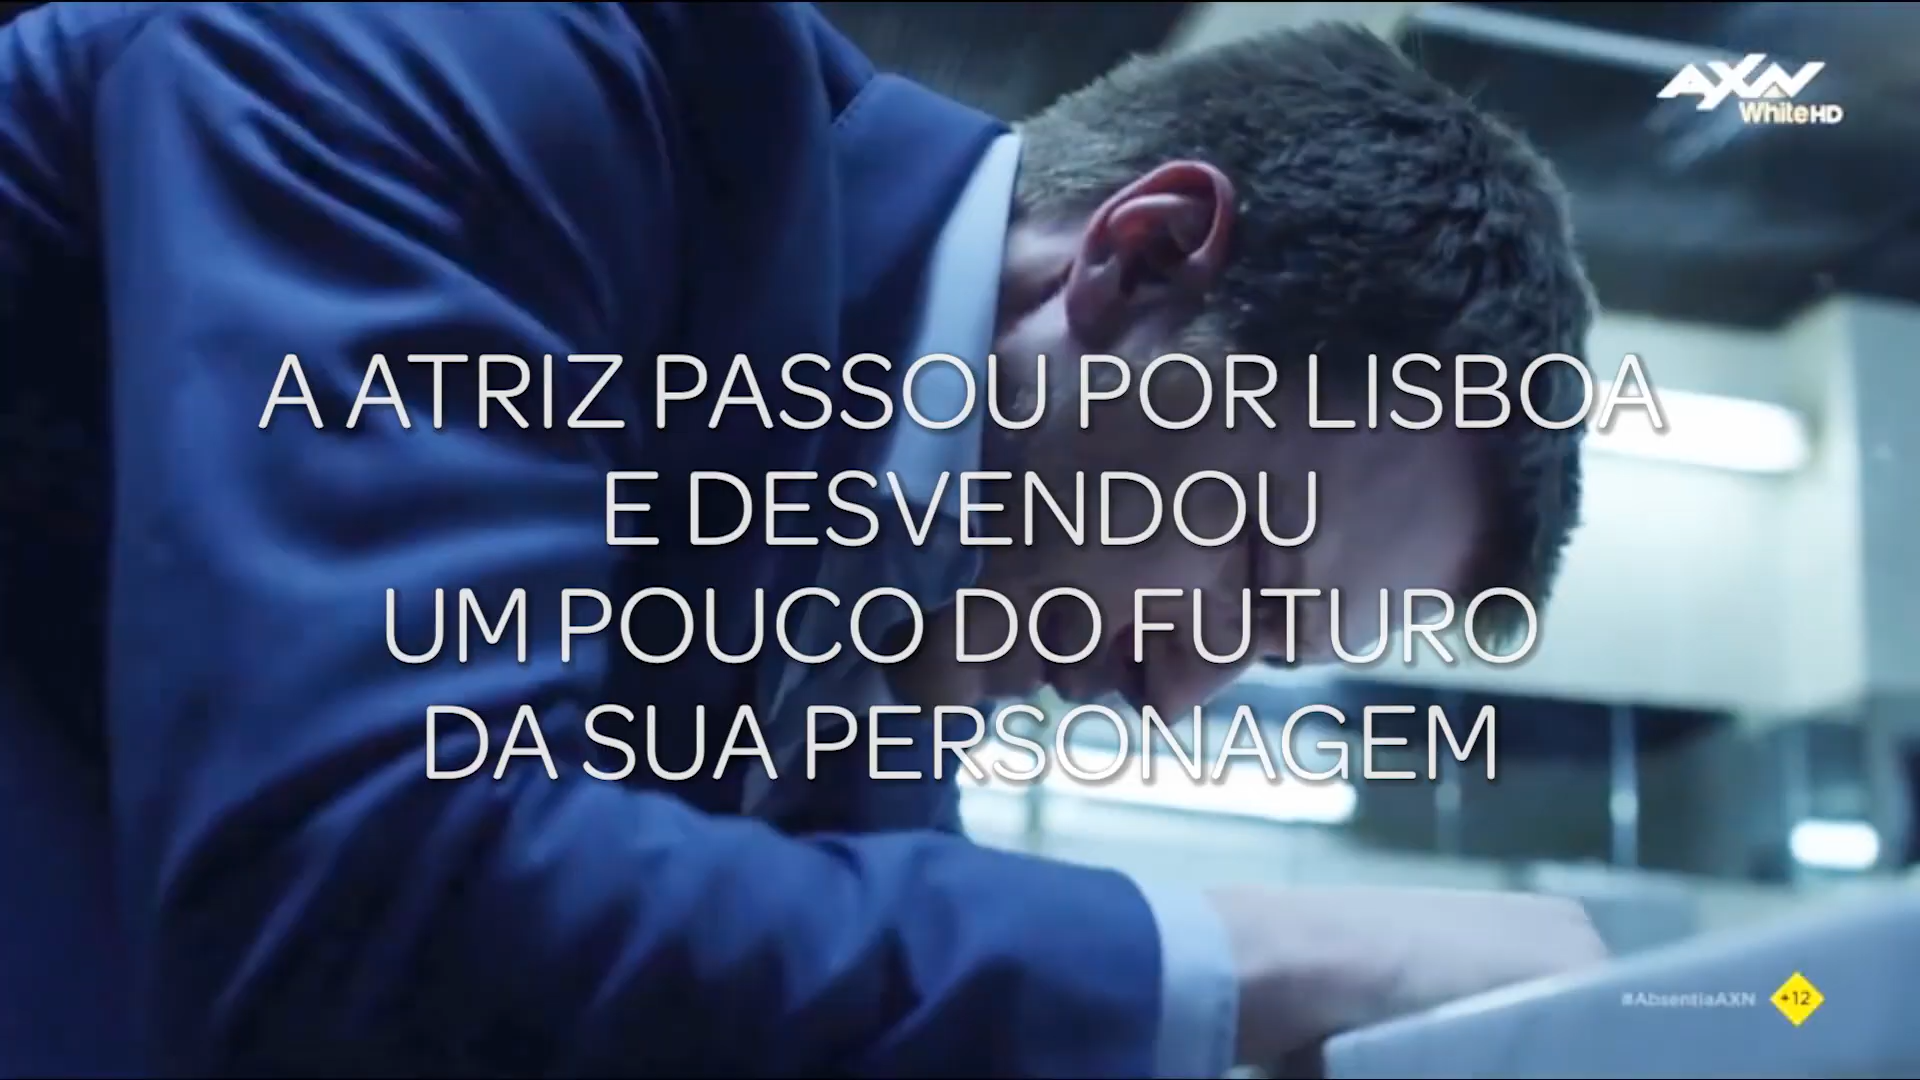 AXN
White HD
A ATRIZ PASSOU POR LISBOA
E DESVENDOU
UM POUCO DO FUTURO
DA SUA PERSONAGEM
#AbsentiaAXN +12